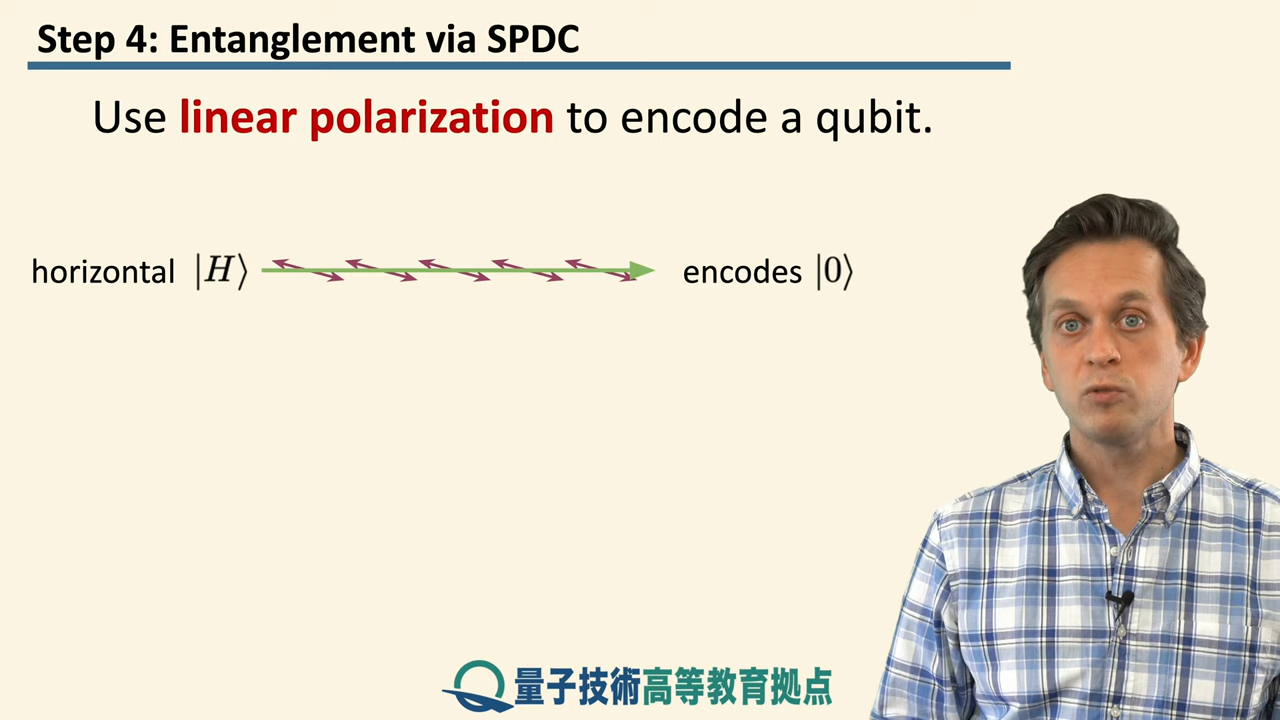 Step 4: Entanglement via SPDC
Use linear polarization to encode a qubit.
horizontal |H⟩ encodes |0⟩
量子技術高等教育拠点